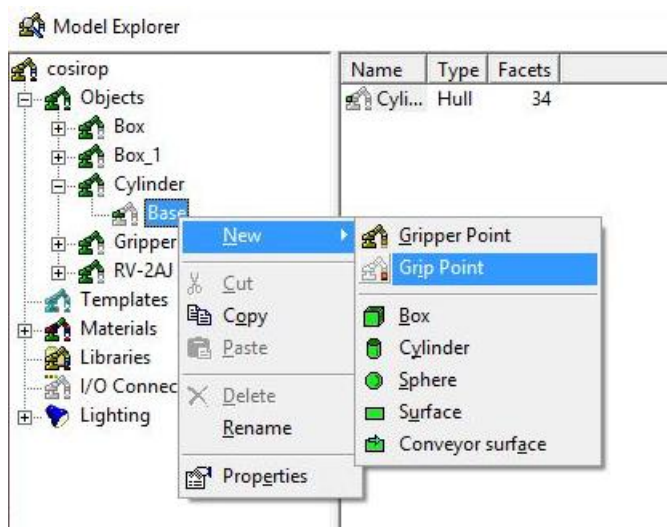 Model Explorer
cosirop
Objects
Box
Box_1
Cylinder
Base
Gripper
RV-2AJ
Templates
Materials
Libraries
I/O Connec
Lighting
Name Type Facets
Cyli... Hull 34
New
Cut
Copy
Paste
Delete
Rename
Properties
Gripper Point
Grip Point
Box
Cylinder
Sphere
Surface
Conveyor surface